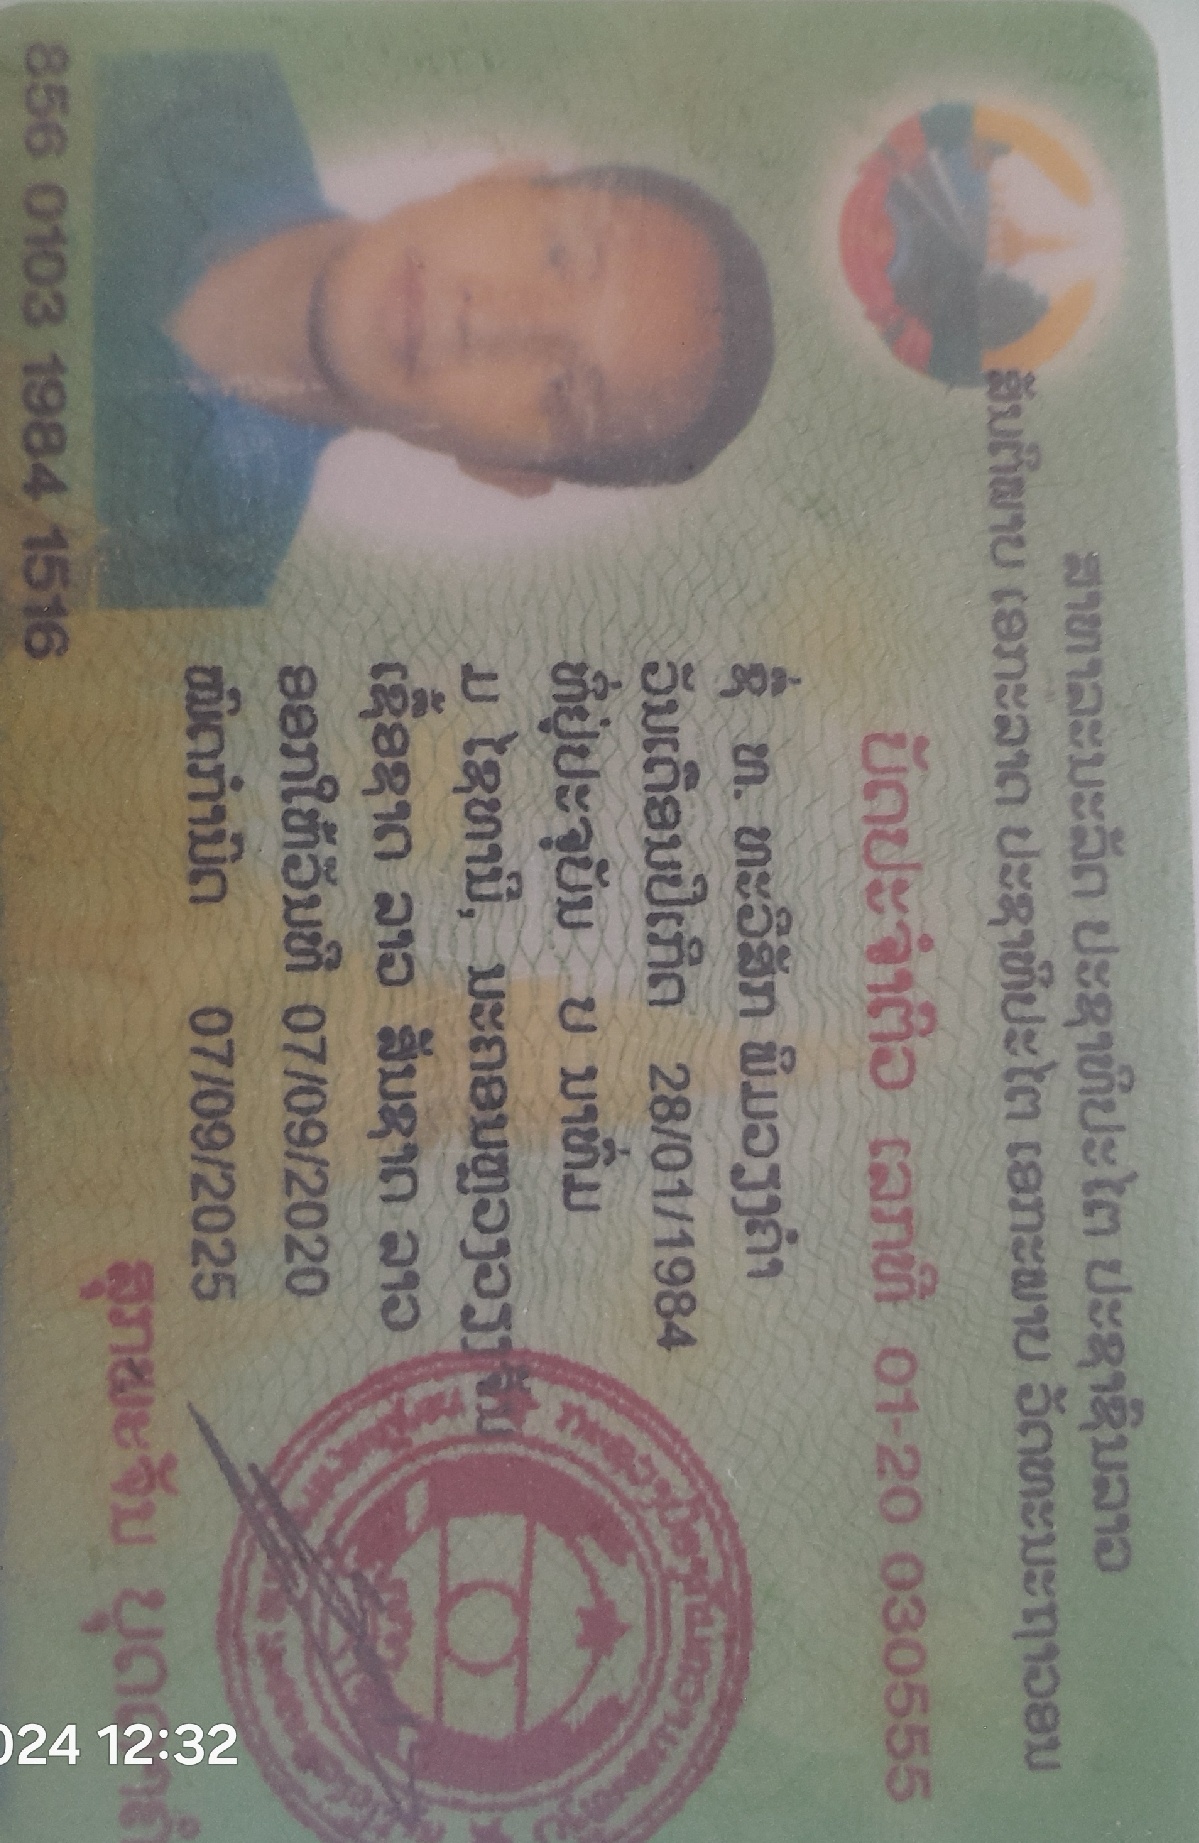 ສາທາລະນະລັດ ປະຊາທິປະໄຕ ປະຊາຊົນລາວ
ສັນຕິພາບ ເອກະລາດ ປະຊາທິປະໄຕ ເອກະພາບ ວັດທະນະຖາວອນ
ບັດປະຈຳຕົວ ເລກທີ 01-20 030555
ຊື່ ທ. ທະວີສັກ ພິມວຽງຄຳ
ວັນເດືອນປີເກີດ 28/01/1984
ທີ່ຢູ່ປະຈຸບັນ ບ ນາທົ່ມ
ມ ໄຊທານີ, ນະຄອນຫຼວງວຽງຈັນ
ເຊື້ອຊາດ ລາວ ສັນຊາດ ລາວ
ອອກໃຫ້ວັນທີ 07/09/2020
ໝົດກຳນົດ 07/09/2025
856 0103 1984 1516
024 12:32